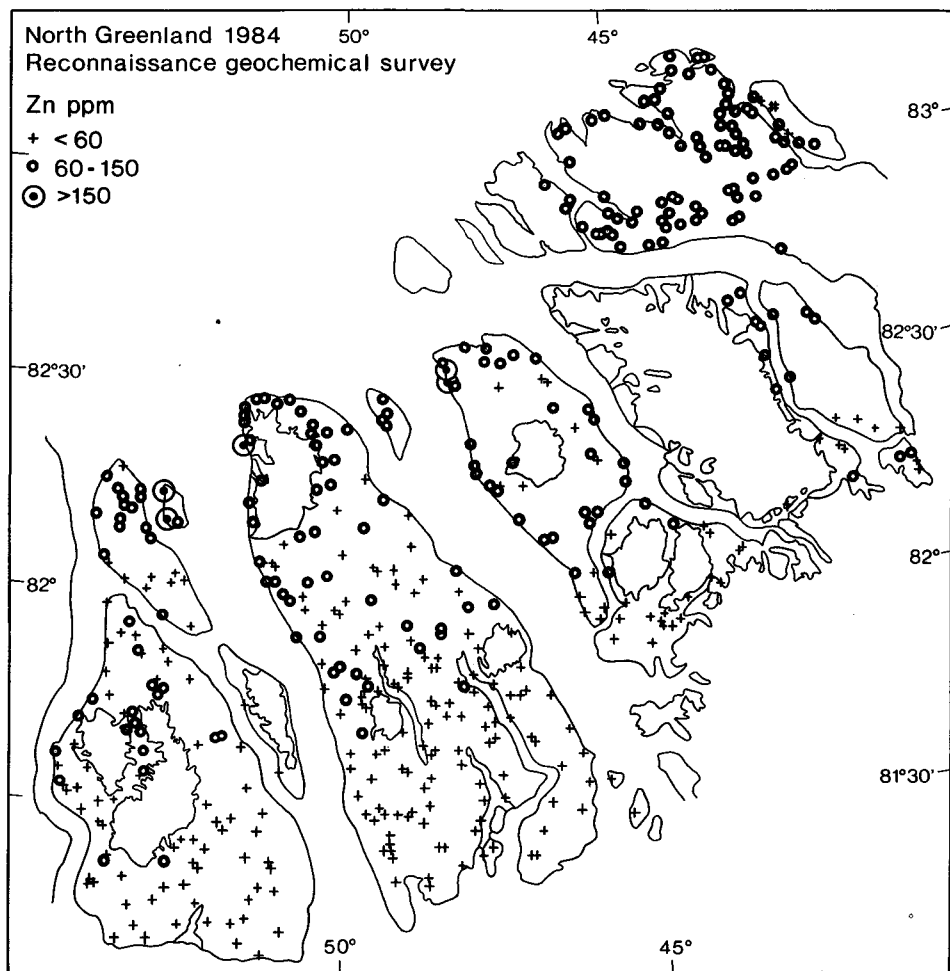 North Greenland 1984
Reconnaissance geochemical survey
Zn ppm
+ < 60
60 - 150
>150
50°
45°
83°
82°30'
82°30'
82°
82°
81°30'
50°
45°